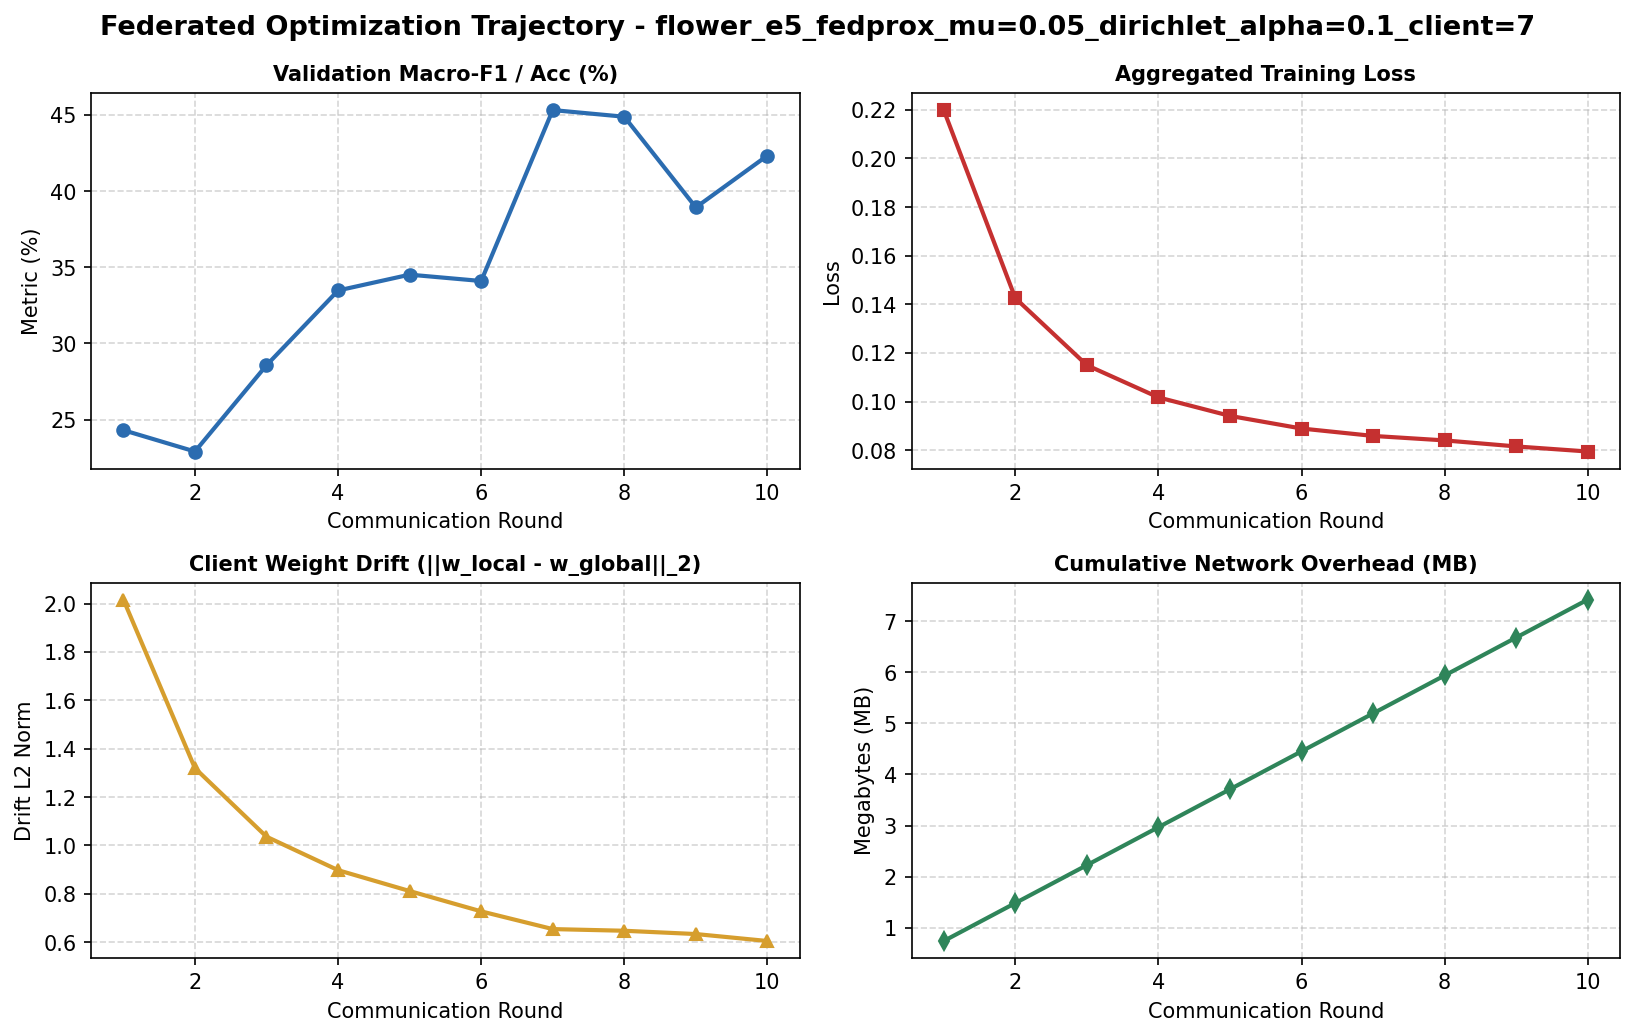 Federated Optimization Trajectory - flower_e5_fedprox_mu=0.05_dirichlet_alpha=0.1_client=7
Validation Macro-F1 / Acc (%)
Metric (%)
45
40
35
30
25
2 4 6 8 10
Communication Round
Aggregated Training Loss
Loss
0.22
0.20
0.18
0.16
0.14
0.12
0.10
0.08
2 4 6 8 10
Communication Round
Client Weight Drift (||w_local - w_global||_2)
Drift L2 Norm
2.0
1.8
1.6
1.4
1.2
1.0
0.8
0.6
2 4 6 8 10
Communication Round
Cumulative Network Overhead (MB)
Megabytes (MB)
7
6
5
4
3
2
1
2 4 6 8 10
Communication Round